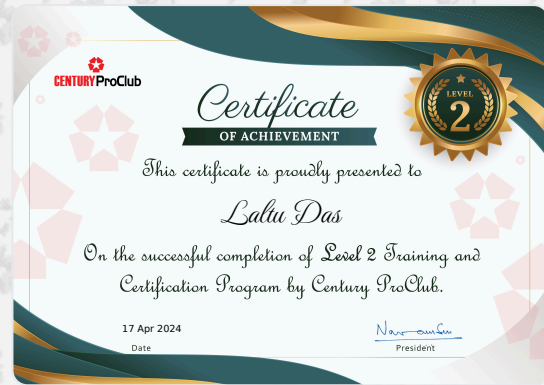 CENTURY ProClub
Certificate
OF ACHIEVEMENT
LEVEL
2
This certificate is proudly presented to
Laltu Das
On the successful completion of Level 2 Training and
Certification Program by Century ProClub.
17 Apr 2024
Date
President